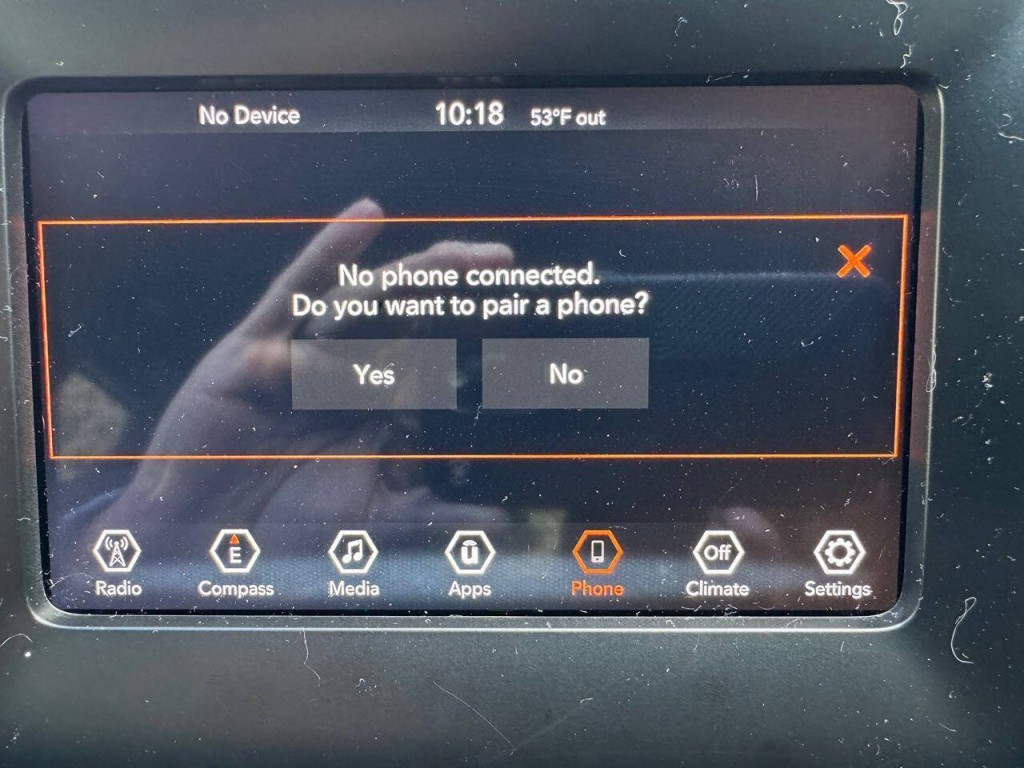 No Device 10:18 53°F out
No phone connected.
Do you want to pair a phone?
Yes No
E ū Off
Radio Compass Media Apps Phone Climate Settings